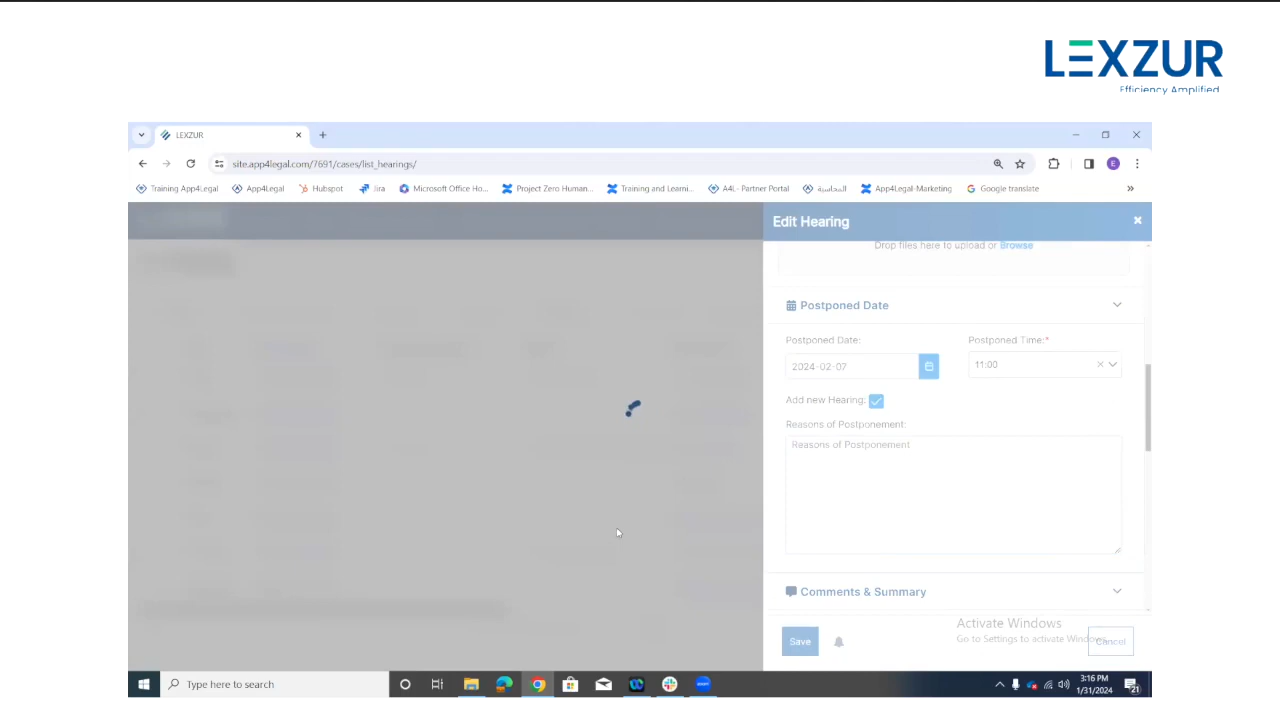 LEXZUR
Efficiency Amplified
LEXZUR
site.app4legal.com/7691/cases/list_hearings/
E
Training App4Legal
App4Legal
Hubspot
Jira
Microsoft Office Ho...
Project Zero Human...
Training and Learni...
A4L- Partner Portal
المحاسبة
App4Legal-Marketing
Google translate
Edit Hearing
Drop files here to upload or Browse
Postponed Date
Postponed Date:
Postponed Time:*
2024-02-07
11:00
Add new Hearing:
Reasons of Postponement:
Reasons of Postponement
Comments & Summary
Activate Windows
Go to Settings to activate Windows.
Save
Cancel
Type here to search
3:16 PM
1/31/2024
21